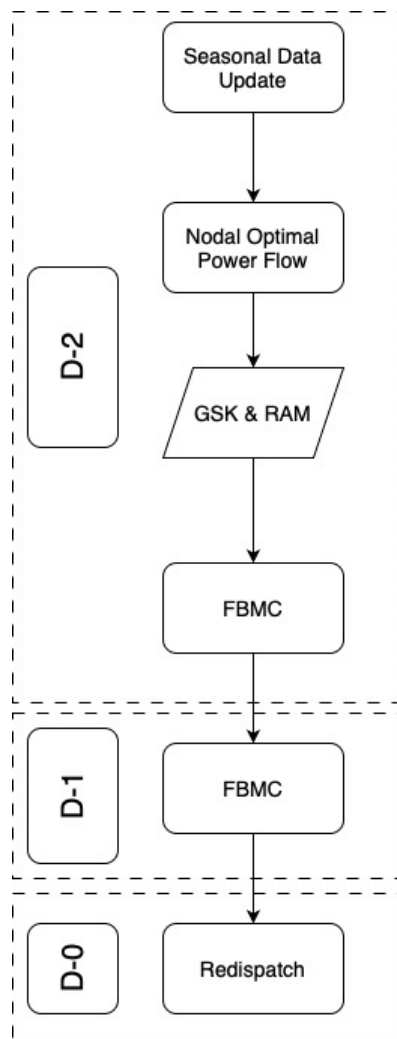 Seasonal Data
Update
Nodal Optimal
Power Flow
D-2
GSK & RAM
FBMC
D-1
FBMC
D-0
Redispatch